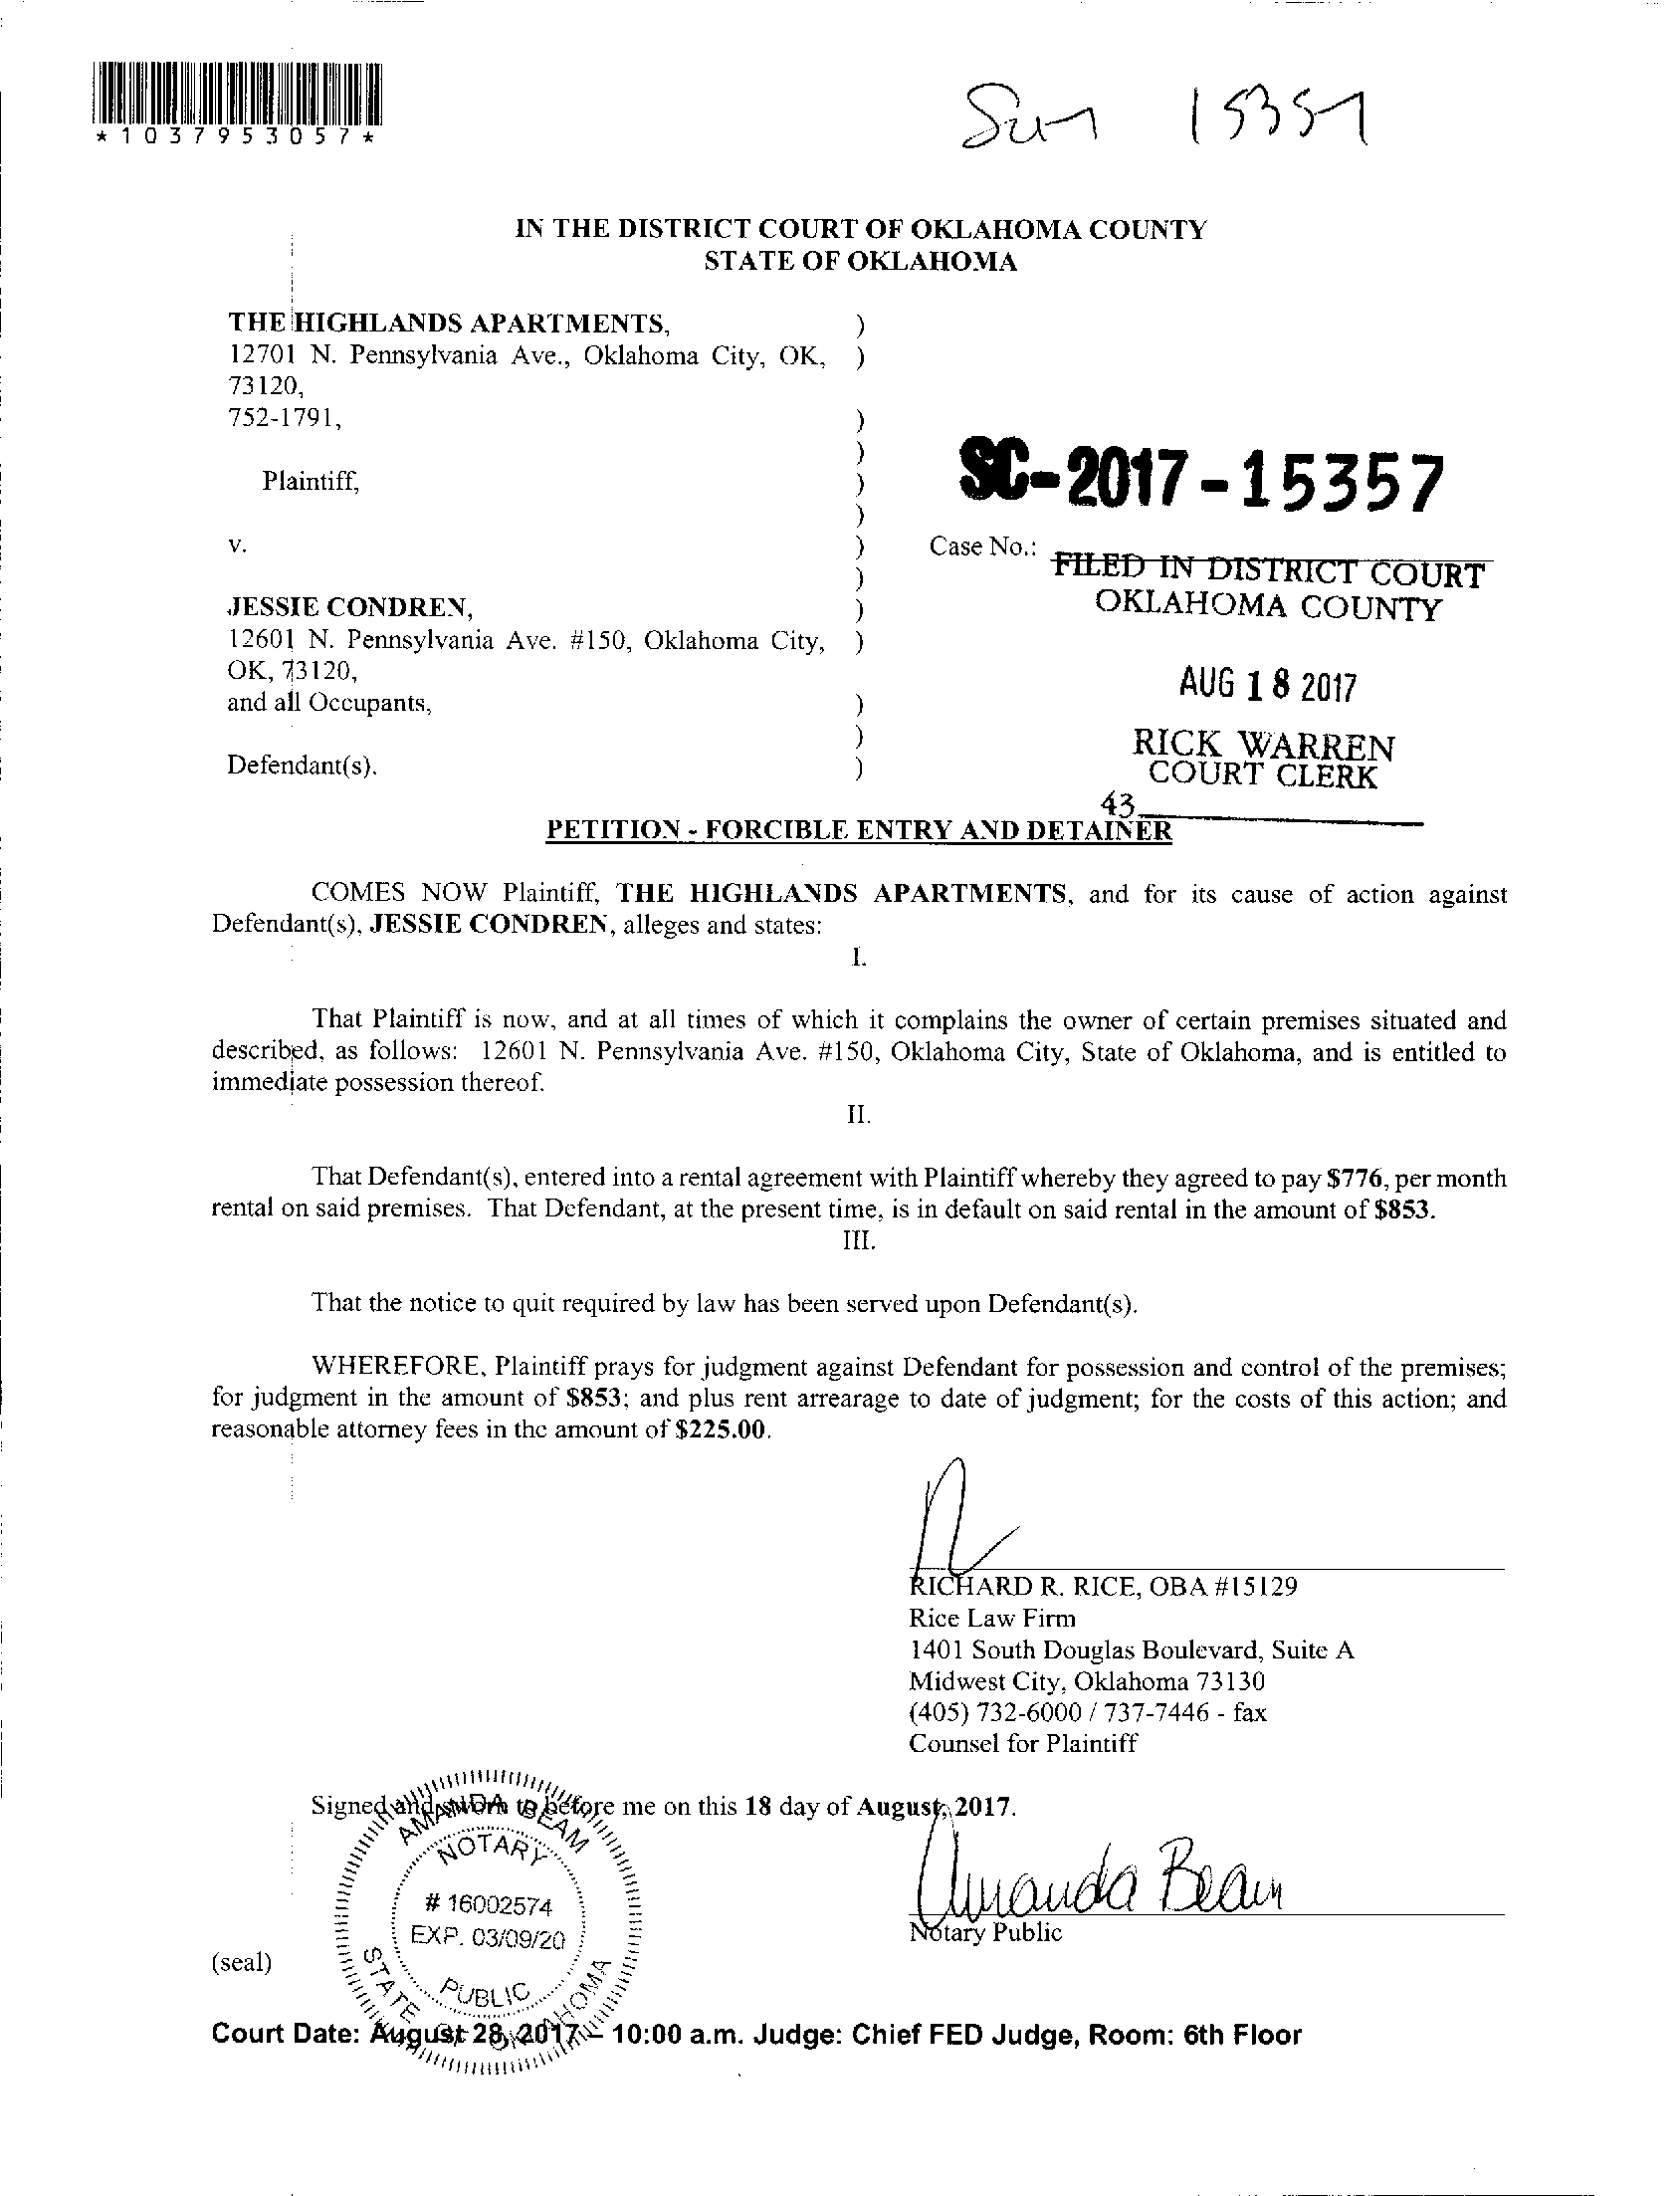 *1037953057*
Sum 15357
IN THE DISTRICT COURT OF OKLAHOMA COUNTY
STATE OF OKLAHOMA
THE HIGHLANDS APARTMENTS, )
12701 N. Pennsylvania Ave., Oklahoma City, OK, )
73120,
752-1791, )
)
Plaintiff, )
)
v. )
)
JESSIE CONDREN, )
12601 N. Pennsylvania Ave. #150, Oklahoma City, )
OK, 73120,
and all Occupants, )
)
Defendant(s). )
SC-2017-15357
Case No.:
FILED IN DISTRICT COURT
OKLAHOMA COUNTY
AUG 18 2017
RICK WARREN
COURT CLERK
43
PETITION - FORCIBLE ENTRY AND DETAINER
COMES NOW Plaintiff, THE HIGHLANDS APARTMENTS, and for its cause of action against
Defendant(s), JESSIE CONDREN, alleges and states:
I.
That Plaintiff is now, and at all times of which it complains the owner of certain premises situated and
described, as follows: 12601 N. Pennsylvania Ave. #150, Oklahoma City, State of Oklahoma, and is entitled to
immediate possession thereof.
II.
That Defendant(s), entered into a rental agreement with Plaintiff whereby they agreed to pay $776, per month
rental on said premises. That Defendant, at the present time, is in default on said rental in the amount of $853.
III.
That the notice to quit required by law has been served upon Defendant(s).
WHEREFORE, Plaintiff prays for judgment against Defendant for possession and control of the premises;
for judgment in the amount of $853; and plus rent arrearage to date of judgment; for the costs of this action; and
reasonable attorney fees in the amount of $225.00.
RICHARD R. RICE, OBA #15129
Rice Law Firm
1401 South Douglas Boulevard, Suite A
Midwest City, Oklahoma 73130
(405) 732-6000 / 737-7446 - fax
Counsel for Plaintiff
Signed and sworn to before me on this 18 day of August, 2017.
AMANDA BEAM
NOTARY
# 16002574
EXP. 03/09/20
PUBLIC
STATE OF OKLAHOMA
Amanda Beam
Notary Public
(seal)
Court Date: August 28, 2017 - 10:00 a.m. Judge: Chief FED Judge, Room: 6th Floor